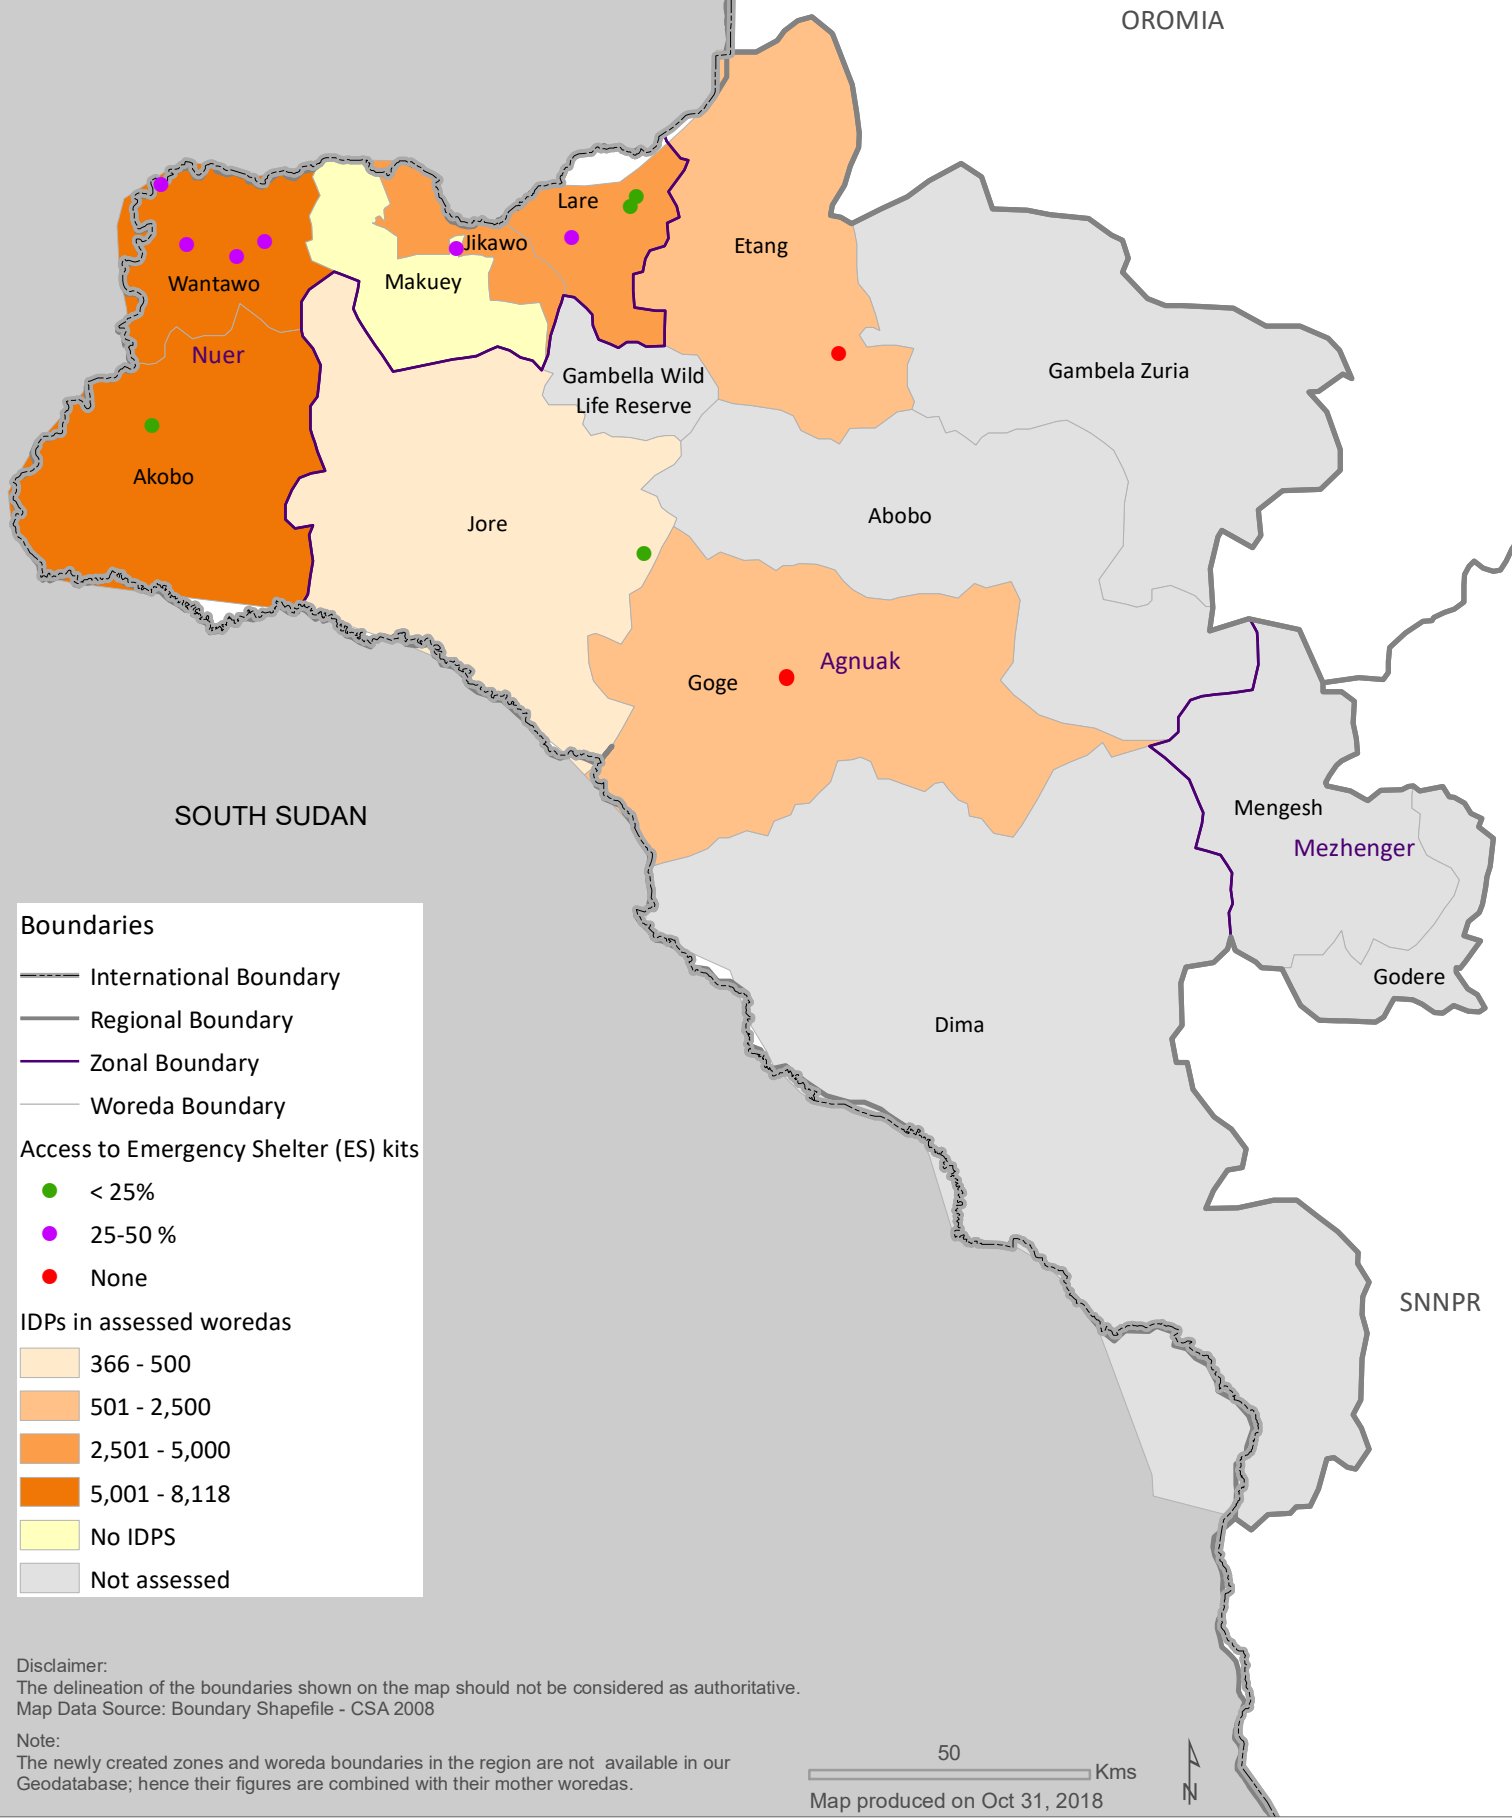 OROMIA
Lare
Jikawo
Etang
Makuey
Wantawo
Nuer
Gambella Wild
Life Reserve
Gambela Zuria
Akobo
Jore
Abobo
Agnuak
Goge
SOUTH SUDAN
Mengesh
Mezhenger
Godere
Dima
SNNPR
Boundaries
International Boundary
Regional Boundary
Zonal Boundary
Woreda Boundary
Access to Emergency Shelter (ES) kits
< 25%
25-50 %
None
IDPs in assessed woredas
366 - 500
501 - 2,500
2,501 - 5,000
5,001 - 8,118
No IDPS
Not assessed
Disclaimer:
The delineation of the boundaries shown on the map should not be considered as authoritative.
Map Data Source: Boundary Shapefile - CSA 2008
Note:
The newly created zones and woreda boundaries in the region are not available in our
Geodatabase; hence their figures are combined with their mother woredas.
50
Kms
Map produced on Oct 31, 2018
N